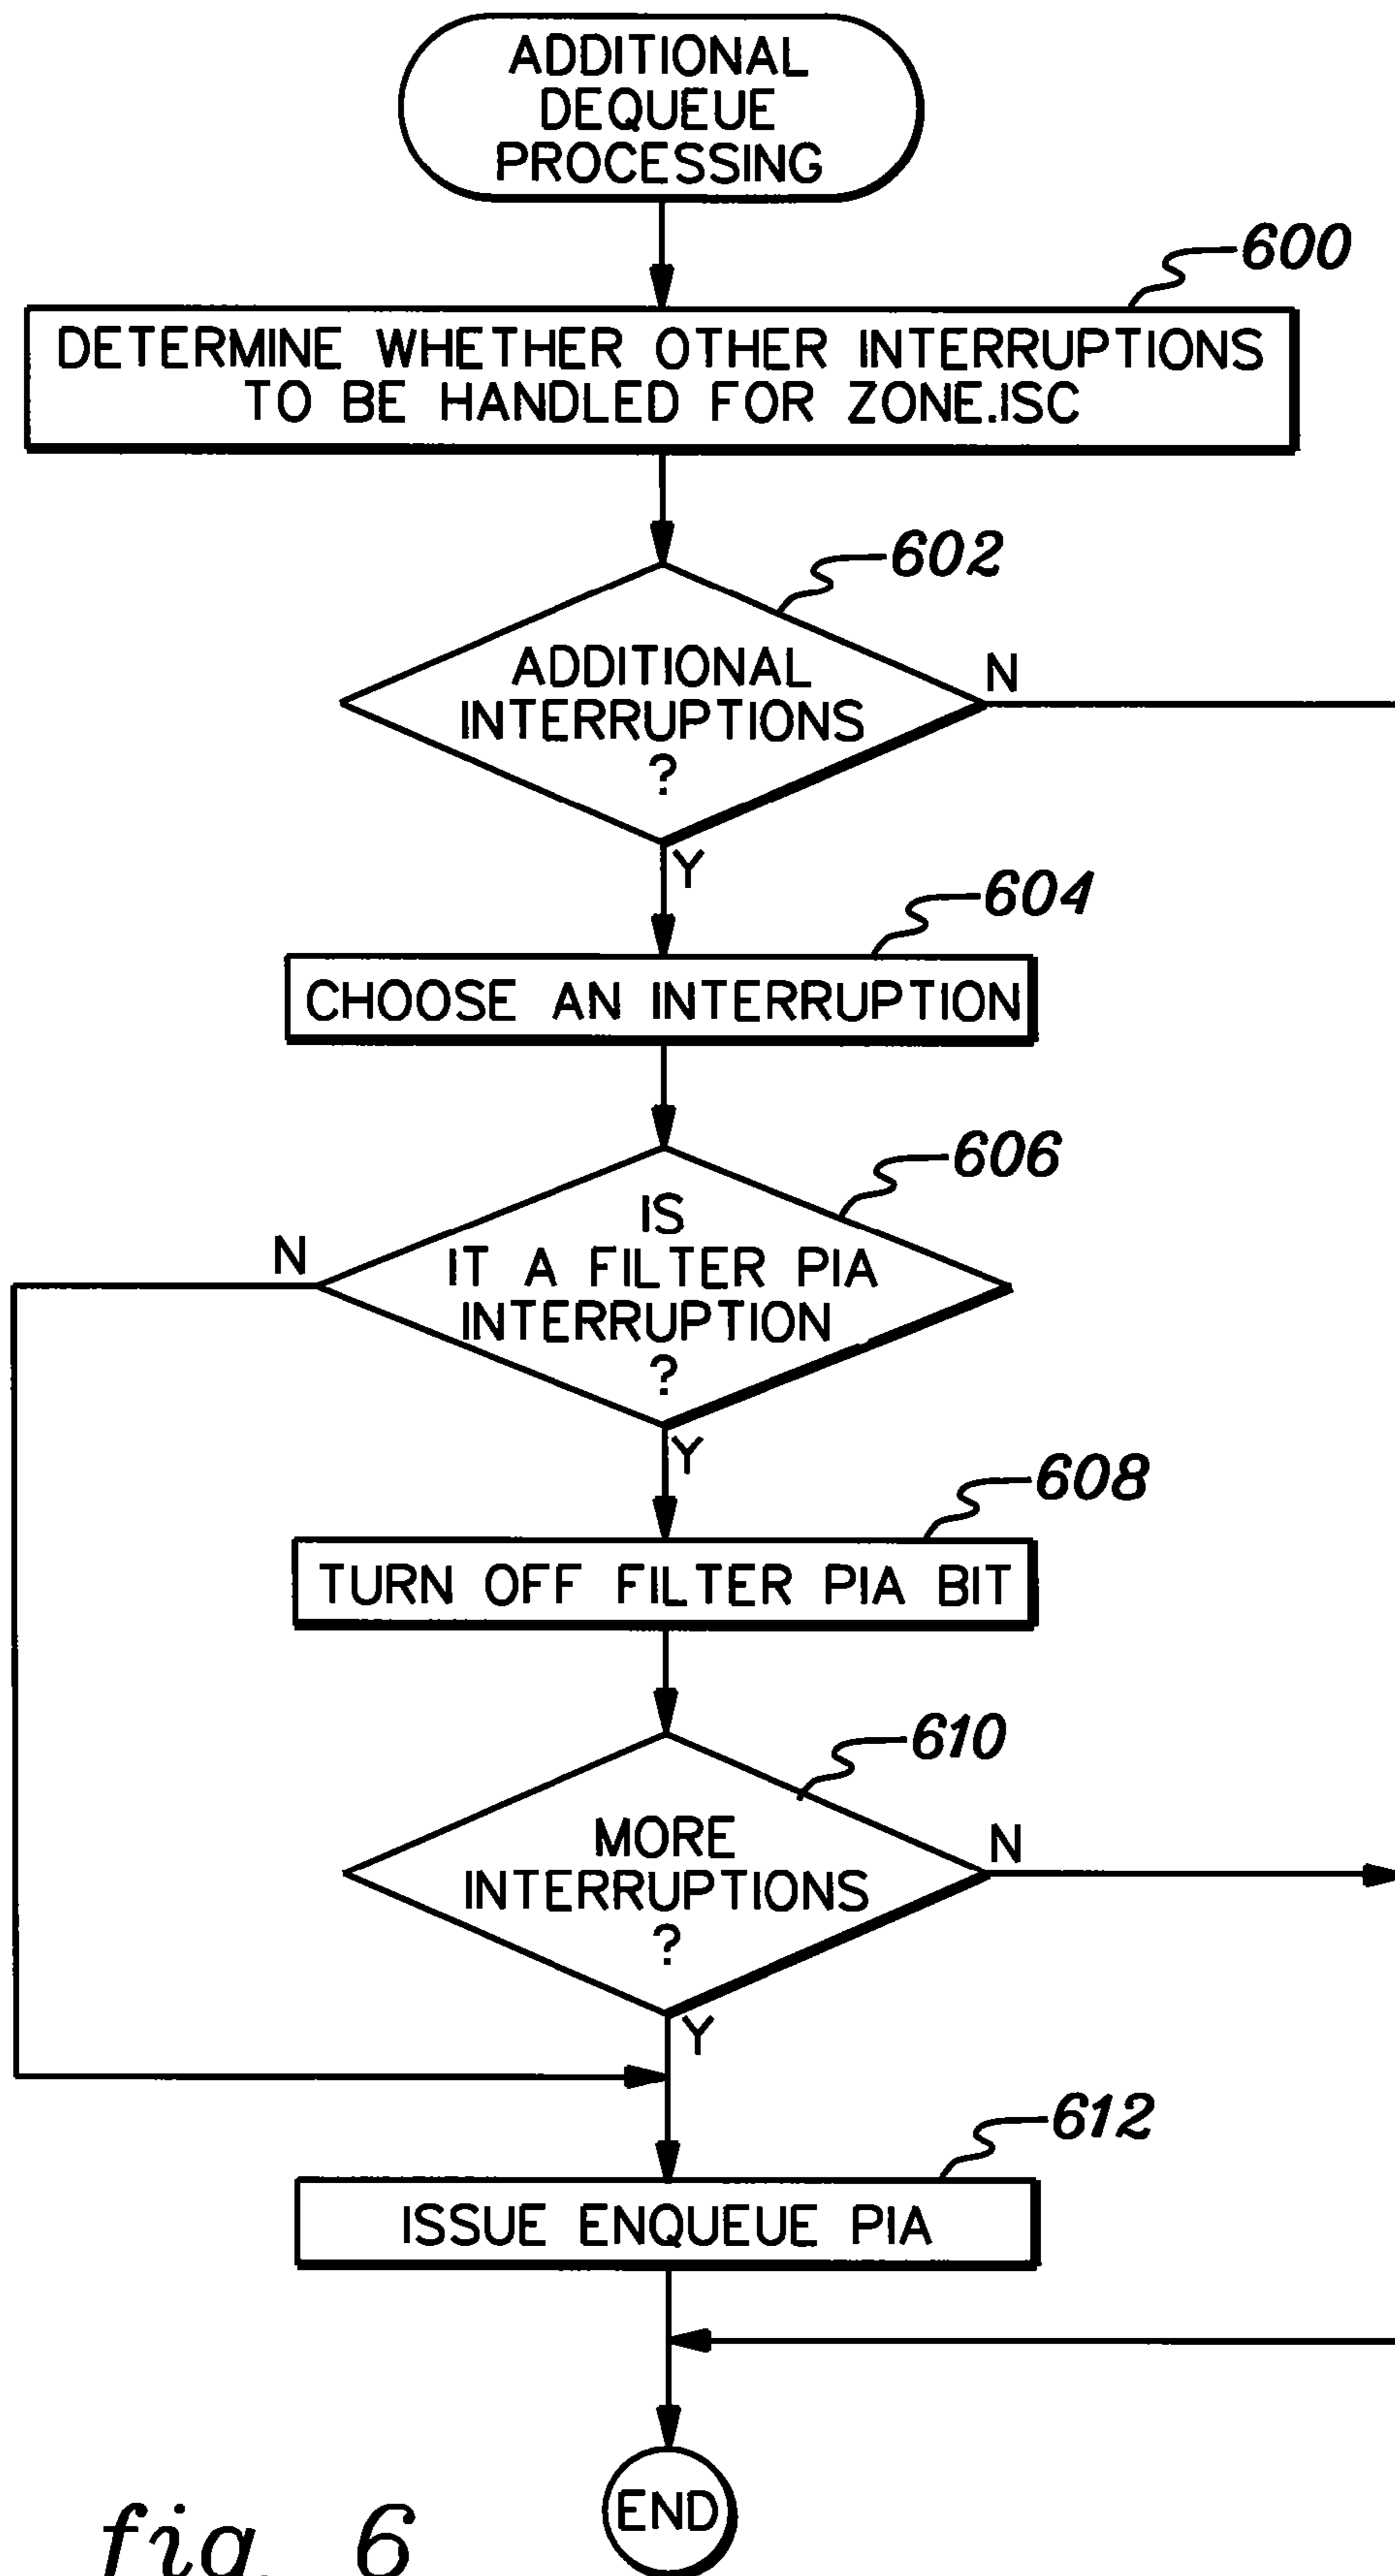 ADDITIONAL
DEQUEUE
PROCESSING
600
DETERMINE WHETHER OTHER INTERRUPTIONS
TO BE HANDLED FOR ZONE.ISC
602
ADDITIONAL
INTERRUPTIONS
?
N
Y
604
CHOOSE AN INTERRUPTION
606
IS
IT A FILTER PIA
INTERRUPTION
?
N
Y
608
TURN OFF FILTER PIA BIT
610
MORE
INTERRUPTIONS
?
N
Y
612
ISSUE ENQUEUE PIA
END
fig. 6